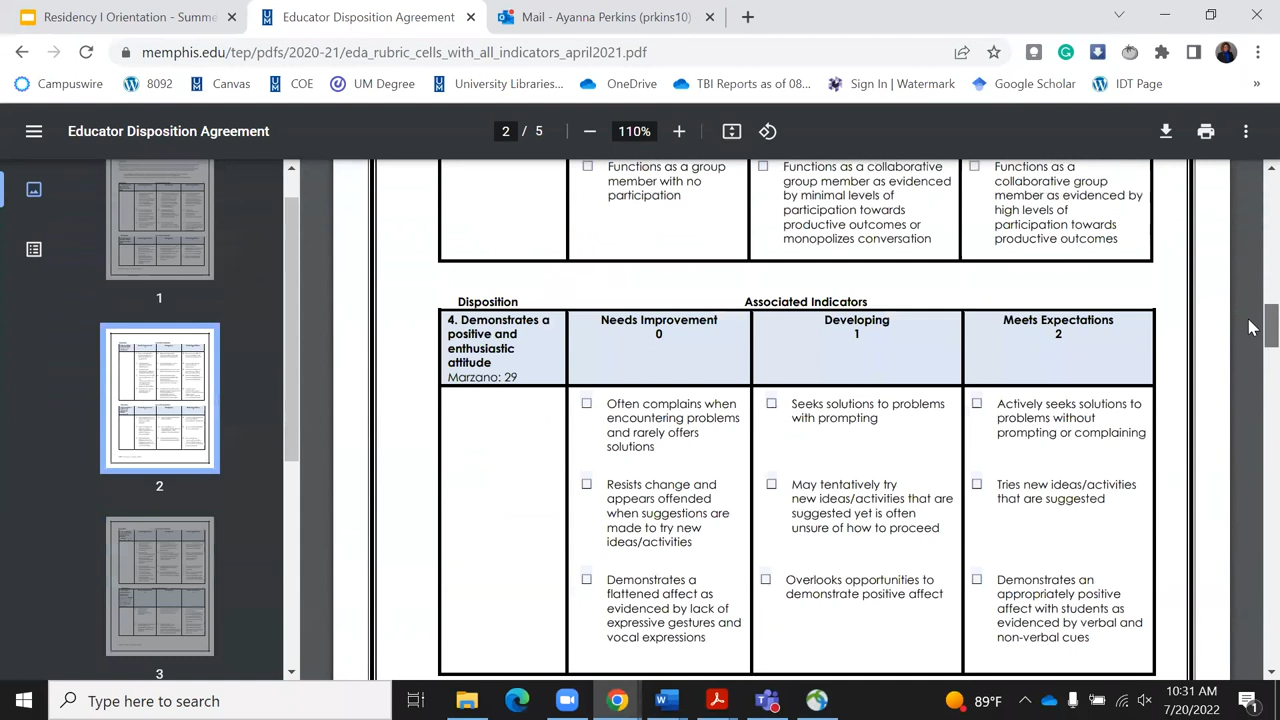 Residency I Orientation - Summe
Educator Disposition Agreement
Mail - Ayanna Perkins (prkins10)
memphis.edu/tep/pdfs/2020-21/eda_rubric_cells_with_all_indicators_april2021.pdf
Campuswire
8092
Canvas
COE
UM Degree
University Libraries...
OneDrive
TBI Reports as of 08...
Sign In | Watermark
Google Scholar
IDT Page
»
Educator Disposition Agreement
2 / 5
110%
1
2
3
Functions as a group
member with no
participation
Functions as a collaborative
group member as evidenced
by minimal levels of
participation towards
productive outcomes or
monopolizes conversation
Functions as a
collaborative group
member as evidenced by
high levels of
participation towards
productive outcomes
Disposition
Associated Indicators
4. Demonstrates a
positive and
enthusiastic
attitude
Marzano: 29
Needs Improvement
0
Developing
1
Meets Expectations
2
Often complains when
encountering problems
and rarely offers
solutions
Seeks solutions to problems
with prompting
Actively seeks solutions to
problems without
prompting or complaining
Resists change and
appears offended
when suggestions are
made to try new
ideas/activities
May tentatively try
new ideas/activities that are
suggested yet is often
unsure of how to proceed
Tries new ideas/activities
that are suggested
Demonstrates a
flattened affect as
evidenced by lack of
expressive gestures and
vocal expressions
Overlooks opportunities to
demonstrate positive affect
Demonstrates an
appropriately positive
affect with students as
evidenced by verbal and
non-verbal cues
Type here to search
89°F
10:31 AM
7/20/2022
1